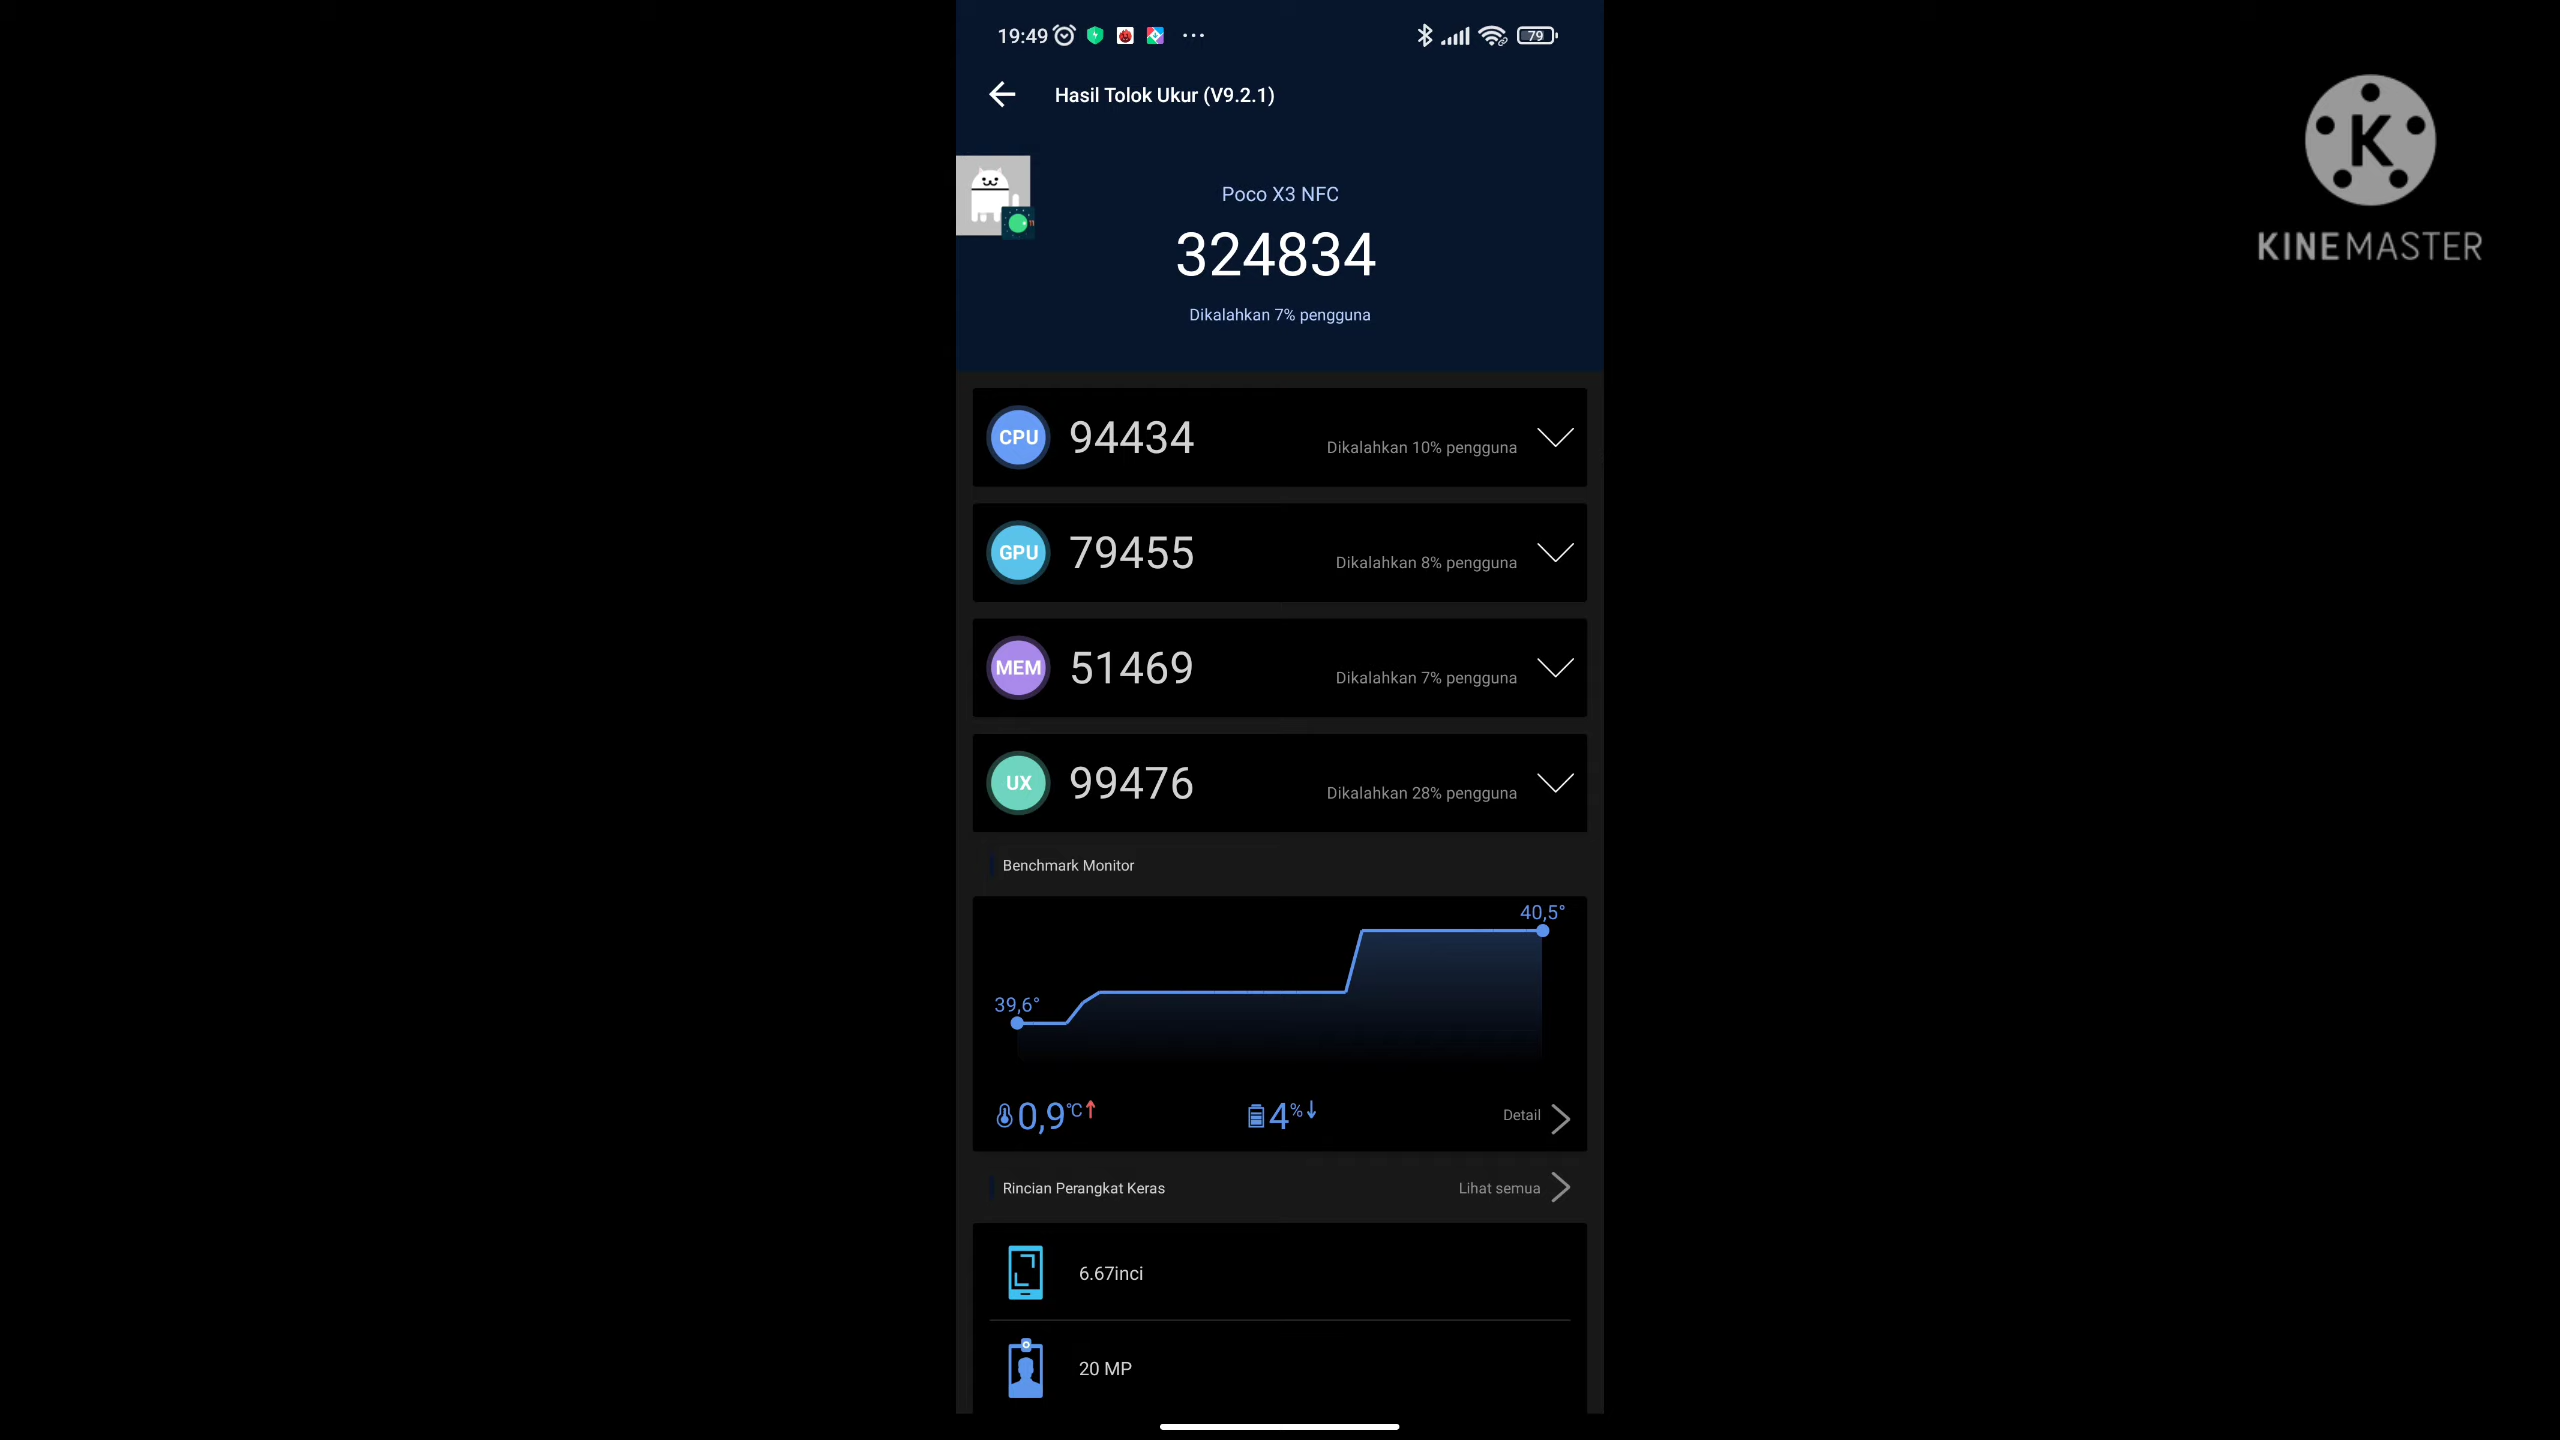 19:49 ... 79
Hasil Tolok Ukur (V9.2.1)
K
KINEMASTER
Poco X3 NFC
324834
Dikalahkan 7% pengguna
CPU 94434 Dikalahkan 10% pengguna
GPU 79455 Dikalahkan 8% pengguna
MEM 51469 Dikalahkan 7% pengguna
UX 99476 Dikalahkan 28% pengguna
Benchmark Monitor
40,5°
39,6°
0,9°C↑ 4%↓ Detail
Rincian Perangkat Keras Lihat semua
6.67inci
20 MP